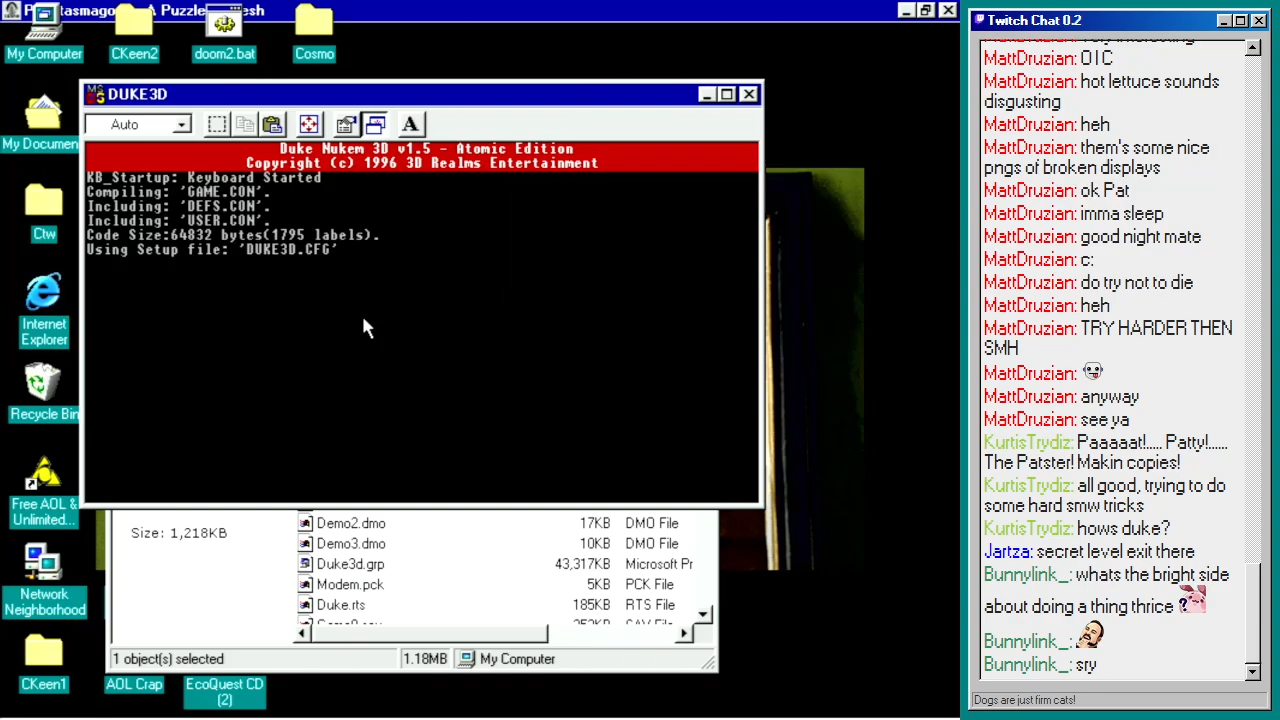 P
tasmago
A Puzzle
esh
My Computer
CKeen2
doom2.bat
Cosmo
My Documen
Ctw
Internet
Explorer
Recycle Bin
Free AOL &
Unlimited...
Network
Neighborhood
CKeen1
AOL Crap
EcoQuest CD
(2)
DUKE3D
Auto
A
Duke Nukem 3D v1.5 - Atomic Edition
Copyright (c) 1996 3D Realms Entertainment
KB_Startup: Keyboard Started
Compiling: 'GAME.CON'.
Including: 'DEFS.CON'.
Including: 'USER.CON'.
Code Size:64832 bytes(1795 labels).
Using Setup file: 'DUKE3D.CFG'
Size: 1,218KB
Demo2.dmo 17KB DMO File
Demo3.dmo 10KB DMO File
Duke3d.grp 43,317KB Microsoft Pr
Modem.pck 5KB PCK File
Duke.rts 185KB RTS File
1 object(s) selected 1.18MB My Computer
Twitch Chat 0.2
MattDruzian: O I C
MattDruzian: hot lettuce sounds
disgusting
MattDruzian: heh
MattDruzian: them's some nice
pngs of broken displays
MattDruzian: ok Pat
MattDruzian: imma sleep
MattDruzian: good night mate
MattDruzian: c:
MattDruzian: do try not to die
MattDruzian: heh
MattDruzian: TRY HARDER THEN
SMH
MattDruzian:
MattDruzian: anyway
MattDruzian: see ya
KurtisTrydiz: Paaaaat!..... Patty!......
The Patster! Makin copies!
KurtisTrydiz: all good, trying to do
some hard smw tricks
KurtisTrydiz: hows duke?
Jartza: secret level exit there
Bunnylink_: whats the bright side
about doing a thing thrice
Bunnylink_:
Bunnylink_: sry
Dogs are just firm cats!